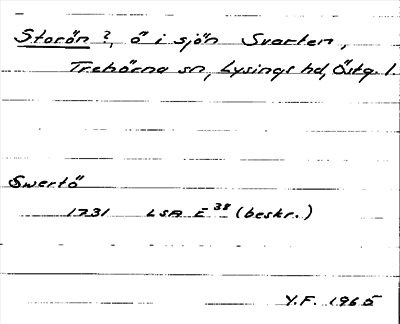 Storön ?, ö i sjön Svarten,
Trehörna sn, Lysings hd, Östg. l.
Swertö
1731 LSA E 38 (beskr.)
Y.F. 1965